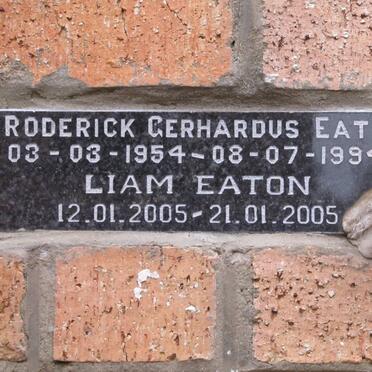 RODERICK GERHARDUS EAT
03-03-1954-08-07-199
LIAM EATON
12.01.2005-21.01.2005